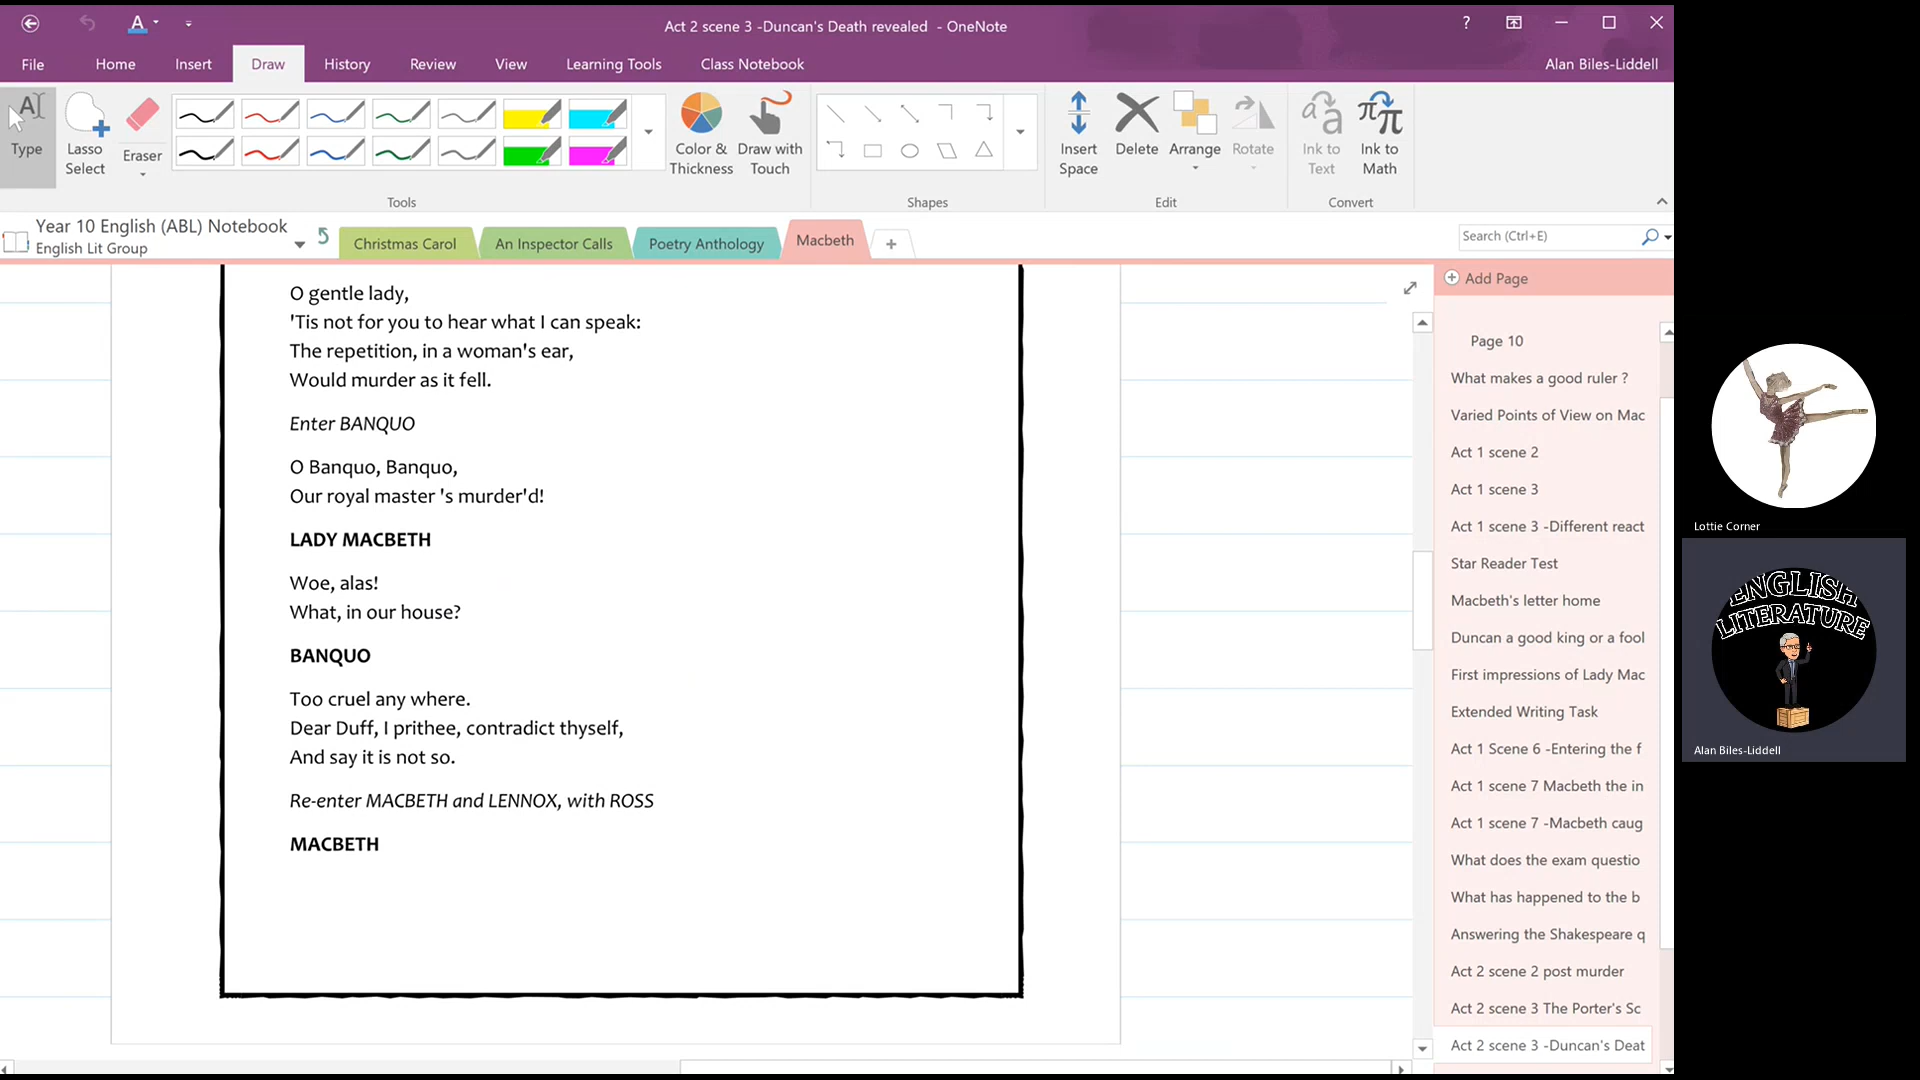 Act 2 scene 3 -Duncan's Death revealed - OneNote
?
File Home Insert Draw History Review View Learning Tools Class Notebook
Alan Biles-Liddell
Type
Lasso Select
Eraser
Color & Thickness
Draw with Touch
Insert Space
Delete
Arrange
Rotate
Ink to Text
Ink to Math
Tools
Shapes
Edit
Convert
Year 10 English (ABL) Notebook
English Lit Group
Christmas Carol
An Inspector Calls
Poetry Anthology
Macbeth
Search (Ctrl+E)
O gentle lady,
'Tis not for you to hear what I can speak:
The repetition, in a woman's ear,
Would murder as it fell.
Enter BANQUO
O Banquo, Banquo,
Our royal master 's murder'd!
LADY MACBETH
Woe, alas!
What, in our house?
BANQUO
Too cruel any where.
Dear Duff, I prithee, contradict thyself,
And say it is not so.
Re-enter MACBETH and LENNOX, with ROSS
MACBETH
Add Page
Page 10
What makes a good ruler ?
Varied Points of View on Mac
Act 1 scene 2
Act 1 scene 3
Act 1 scene 3 -Different react
Star Reader Test
Macbeth's letter home
Duncan a good king or a fool
First impressions of Lady Mac
Extended Writing Task
Act 1 Scene 6 -Entering the f
Act 1 scene 7 Macbeth the in
Act 1 scene 7 -Macbeth caug
What does the exam questio
What has happened to the b
Answering the Shakespeare q
Act 2 scene 2 post murder
Act 2 scene 3 The Porter's Sc
Act 2 scene 3 -Duncan's Deat
Lottie Corner
ENGLISH
LITERATURE
Alan Biles-Liddell